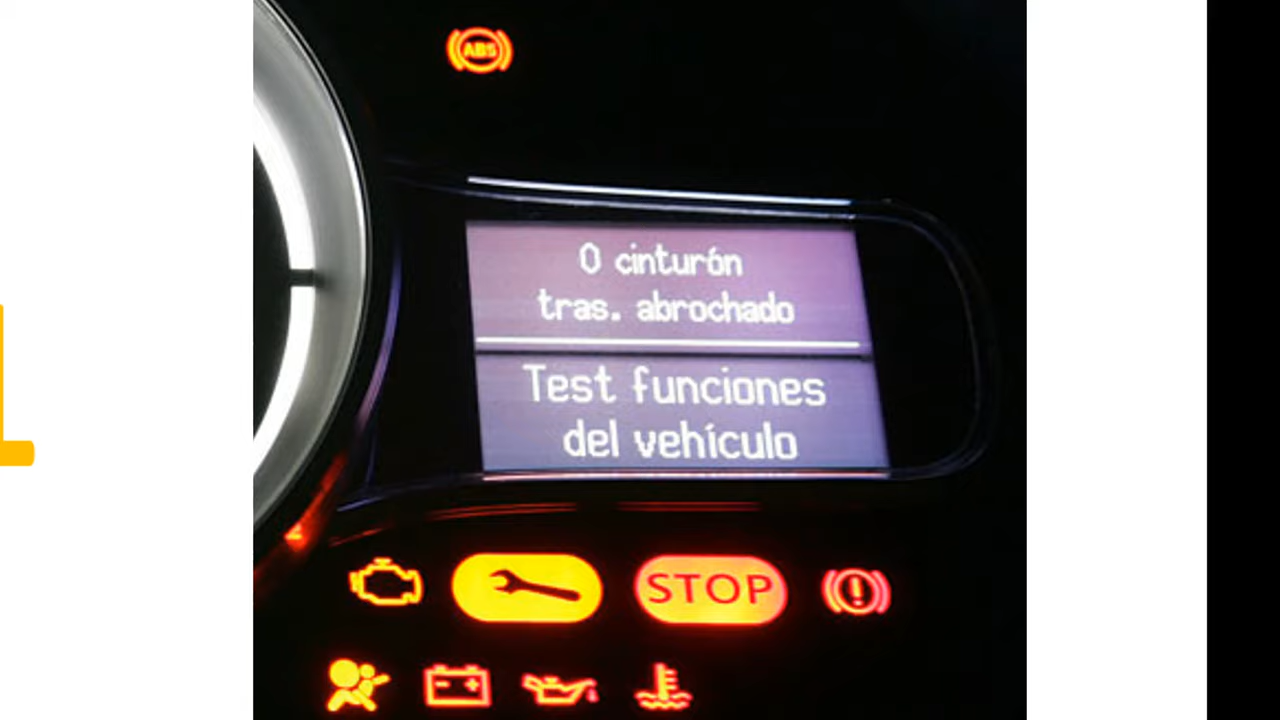 ABS
0 cinturón
tras. abrochado
Test funciones
del vehículo
STOP